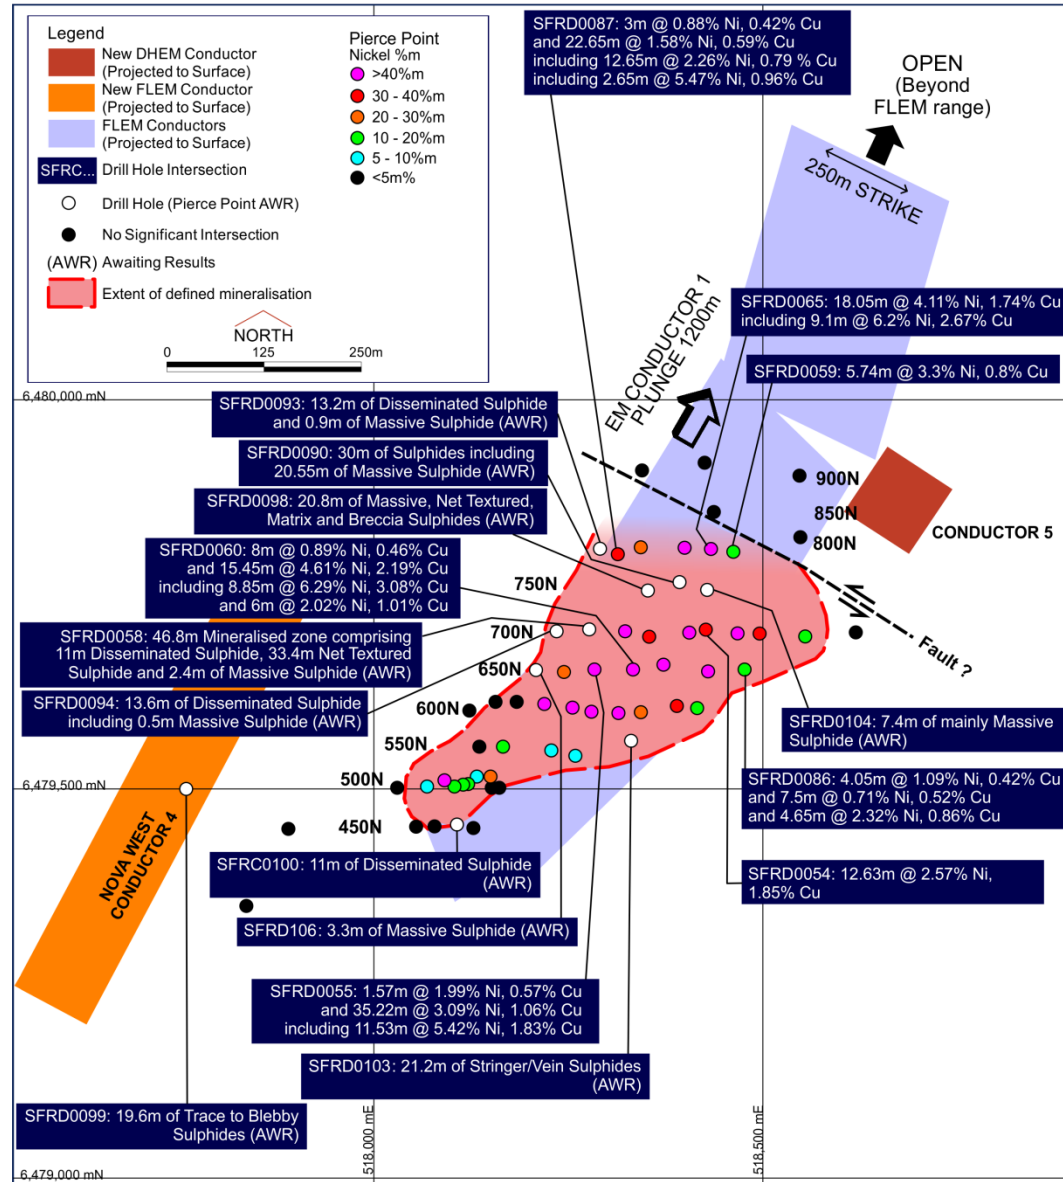 Legend
New DHEM Conductor
(Projected to Surface)
New FLEM Conductor
(Projected to Surface)
FLEM Conductors
(Projected to Surface)
SFRC... Drill Hole Intersection
Drill Hole (Pierce Point AWR)
No Significant Intersection
(AWR) Awaiting Results
Extent of defined mineralisation
Pierce Point
Nickel %m
>40%m
30 - 40%m
20 - 30%m
10 - 20%m
5 - 10%m
<5m%
NORTH
0 125 250m
SFRD0087: 3m @ 0.88% Ni, 0.42% Cu
and 22.65m @ 1.58% Ni, 0.59% Cu
including 12.65m @ 2.26% Ni, 0.79 % Cu
including 2.65m @ 5.47% Ni, 0.96% Cu
OPEN
(Beyond
FLEM range)
250m STRIKE
EM CONDUCTOR 1
PLUNGE 1200m
SFRD0065: 18.05m @ 4.11% Ni, 1.74% Cu
including 9.1m @ 6.2% Ni, 2.67% Cu
SFRD0059: 5.74m @ 3.3% Ni, 0.8% Cu
6,480,000 mN
SFRD0093: 13.2m of Disseminated Sulphide
and 0.9m of Massive Sulphide (AWR)
SFRD0090: 30m of Sulphides including
20.55m of Massive Sulphide (AWR)
SFRD0098: 20.8m of Massive, Net Textured,
Matrix and Breccia Sulphides (AWR)
SFRD0060: 8m @ 0.89% Ni, 0.46% Cu
and 15.45m @ 4.61% Ni, 2.19% Cu
including 8.85m @ 6.29% Ni, 3.08% Cu
and 6m @ 2.02% Ni, 1.01% Cu
SFRD0058: 46.8m Mineralised zone comprising
11m Disseminated Sulphide, 33.4m Net Textured
Sulphide and 2.4m of Massive Sulphide (AWR)
SFRD0094: 13.6m of Disseminated Sulphide
including 0.5m Massive Sulphide (AWR)
900N
850N
800N
750N
700N
650N
600N
550N
500N
450N
CONDUCTOR 5
Fault ?
SFRD0104: 7.4m of mainly Massive
Sulphide (AWR)
SFRD0086: 4.05m @ 1.09% Ni, 0.42% Cu
and 7.5m @ 0.71% Ni, 0.52% Cu
and 4.65m @ 2.32% Ni, 0.86% Cu
SFRD0054: 12.63m @ 2.57% Ni,
1.85% Cu
6,479,500 mN
NOVA WEST
CONDUCTOR 4
SFRC0100: 11m of Disseminated Sulphide
(AWR)
SFRD106: 3.3m of Massive Sulphide (AWR)
SFRD0055: 1.57m @ 1.99% Ni, 0.57% Cu
and 35.22m @ 3.09% Ni, 1.06% Cu
including 11.53m @ 5.42% Ni, 1.83% Cu
SFRD0103: 21.2m of Stringer/Vein Sulphides
(AWR)
SFRD0099: 19.6m of Trace to Blebby
Sulphides (AWR)
518,000 mE
518,500 mE
6,479,000 mN